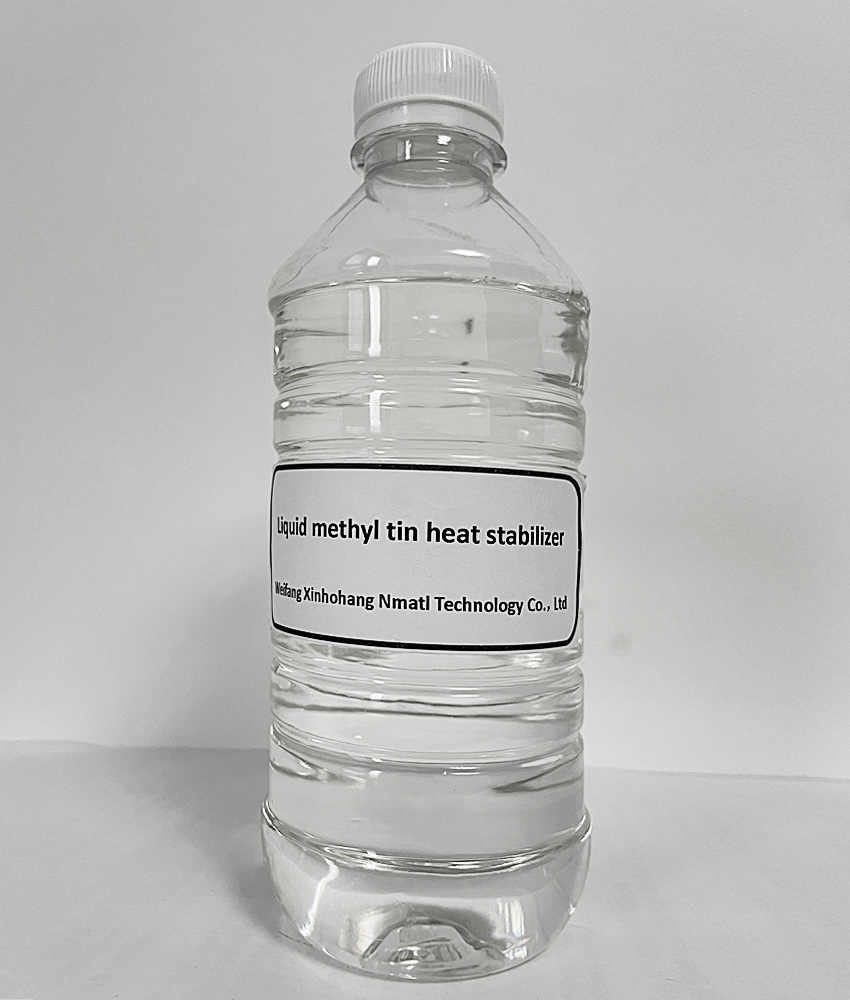 Liquid methyl tin heat stabilizer
Weifang Xinhohang Nmatl Technology Co., Ltd